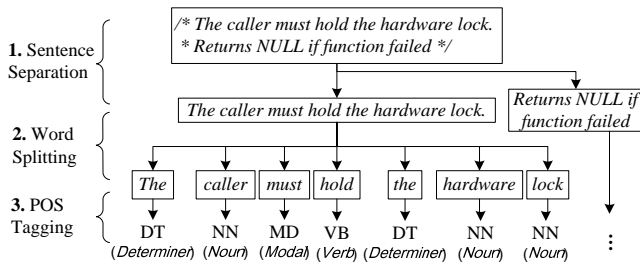 /* The caller must hold the hardware lock.
* Returns NULL if function failed */
1. Sentence
Separation
The caller must hold the hardware lock.
Returns NULL if
function failed
2. Word
Splitting
The caller must hold the hardware lock
3. POS
Tagging
DT NN MD VB DT NN NN
(Determiner) (Noun) (Modal) (Verb) (Determiner) (Noun) (Noun)